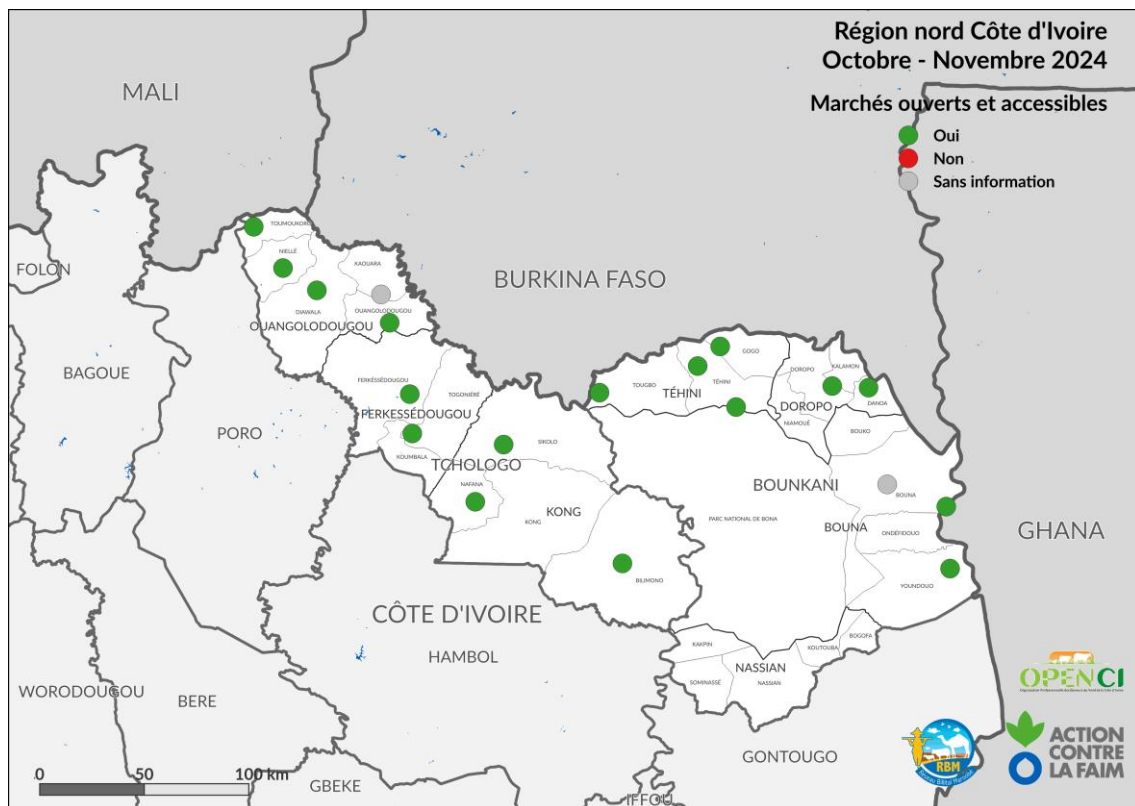 Région nord Côte d'Ivoire
Octobre - Novembre 2024
Marchés ouverts et accessibles
Oui
Non
Sans information
MALI
FOLON
BURKINA FASO
TOUMOUKORO
NIELLÉ
KAOUARA
DIAWALA
OUANGOLODOUGOU
OUANGOLODOUGOU
BAGOUE
PORO
FERKÉSSÉDOUGOU
TOGONIÉRÉ
FERKESSÉDOUGOU
KOUMBALA
TCHOLOGO
SIKOLO
NAFANA
KONG
KONG
BILIMONO
TOUGBO
TÉHINI
TÉHINI
GOGO
DOROPO
KALAMON
DOROPO
DANOA
NIAMOUÉ
BOUKO
BOUNKANI
BOUNA
PARC NATIONAL DE BONA
BOUNA
ONDÉFIDOUO
YOUNDOUO
GHANA
CÔTE D'IVOIRE
HAMBOL
KAKPIN
KOUTOUBA
BOGOFA
NASSIAN
SOMINASSÉ
NASSIAN
WORODOUGOU
BERE
GONTOUGO
GBEKE
IFFOU
0 50 100 km
OPENCI
RBM
ACTION
CONTRE
LA FAIM